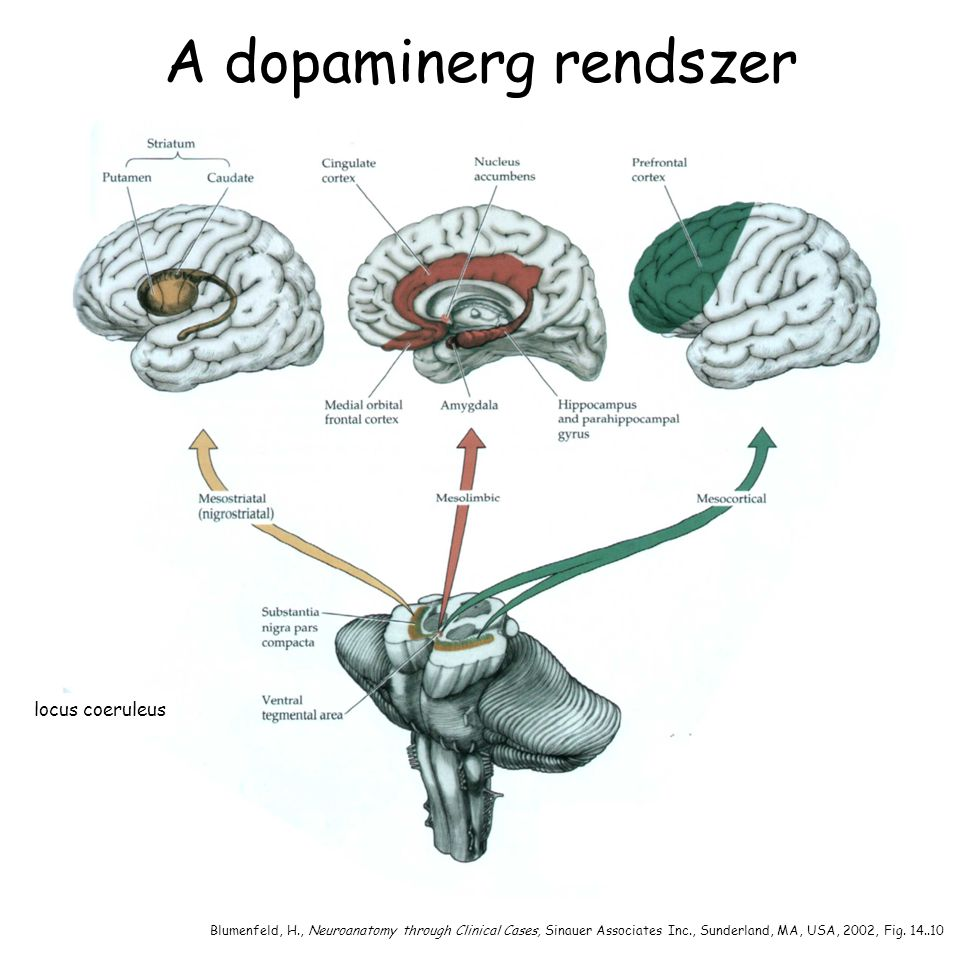 A dopaminerg rendszer
Striatum
Putamen
Caudate
Cingulate
cortex
Nucleus
accumbens
Prefrontal
cortex
Medial orbital
frontal cortex
Amygdala
Hippocampus
and parahippocampal
gyrus
Mesostriatal
(nigrostriatal)
Mesolimbic
Mesocortical
Substantia
nigra pars
compacta
Ventral
tegmental area
locus coeruleus
Blumenfeld, H., Neuroanatomy through Clinical Cases, Sinauer Associates Inc., Sunderland, MA, USA, 2002, Fig. 14..10